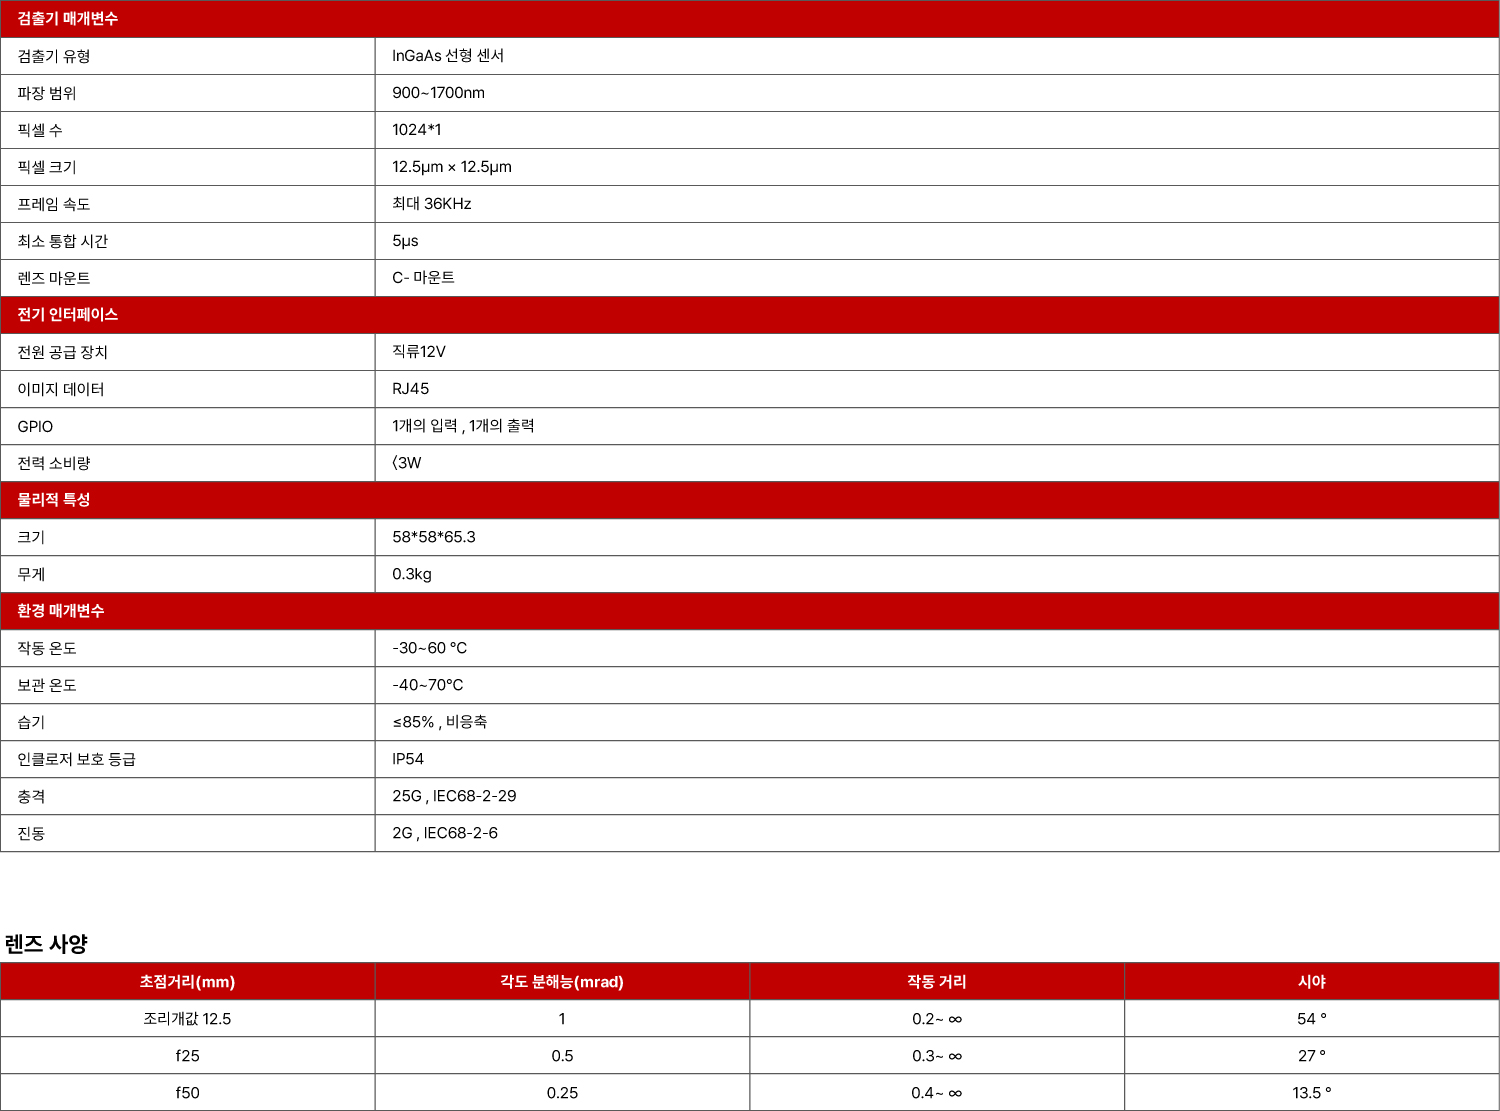 검출기 매개변수
검출기 유형 InGaAs 선형 센서
파장 범위 900~1700nm
픽셀 수 1024*1
픽셀 크기 12.5μm × 12.5μm
프레임 속도 최대 36KHz
최소 통합 시간 5μs
렌즈 마운트 C- 마운트
전기 인터페이스
전원 공급 장치 직류12V
이미지 데이터 RJ45
GPIO 1개의 입력 , 1개의 출력
전력 소비량 〈3W
물리적 특성
크기 58*58*65.3
무게 0.3kg
환경 매개변수
작동 온도 -30~60 ℃
보관 온도 -40~70℃
습기 ≤85% , 비응축
인클로저 보호 등급 IP54
충격 25G , IEC68-2-29
진동 2G , IEC68-2-6
렌즈 사양
초점거리(mm) 각도 분해능(mrad) 작동 거리 시야
조리개값 12.5 1 0.2~ ∞ 54 °
f25 0.5 0.3~ ∞ 27 °
f50 0.25 0.4~ ∞ 13.5 °